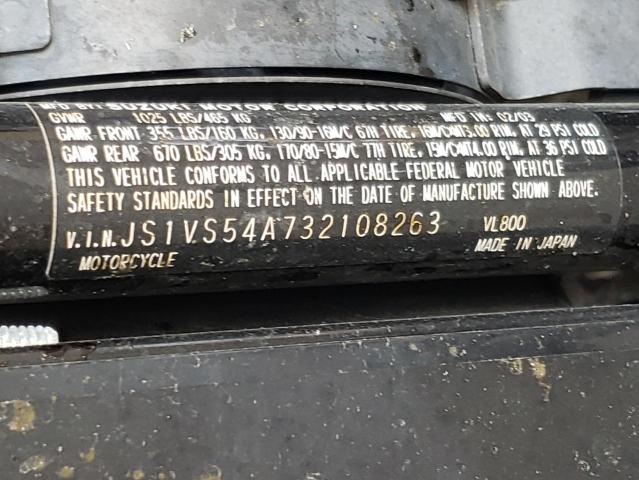 MFD BY: SUZUKI MOTOR CORPORATION
GVWR 1025 LBS/465 KG MFD IN: 02/03
GAWR FRONT 355 LBS/160 KG, 130/90-16M/C 67H TIRE, 16M/CxMT3.00 RIM, AT 29 PSI COLD
GAWR REAR 670 LBS/305 KG, 170/80-15M/C 77H TIRE, 15M/CxMT4.00 RIM, AT 36 PSI COLD
THIS VEHICLE CONFORMS TO ALL APPLICABLE FEDERAL MOTOR VEHICLE
SAFETY STANDARDS IN EFFECT ON THE DATE OF MANUFACTURE SHOWN ABOVE.
V.I.N. JS1VS54A732108263 VL800
MOTORCYCLE MADE IN JAPAN